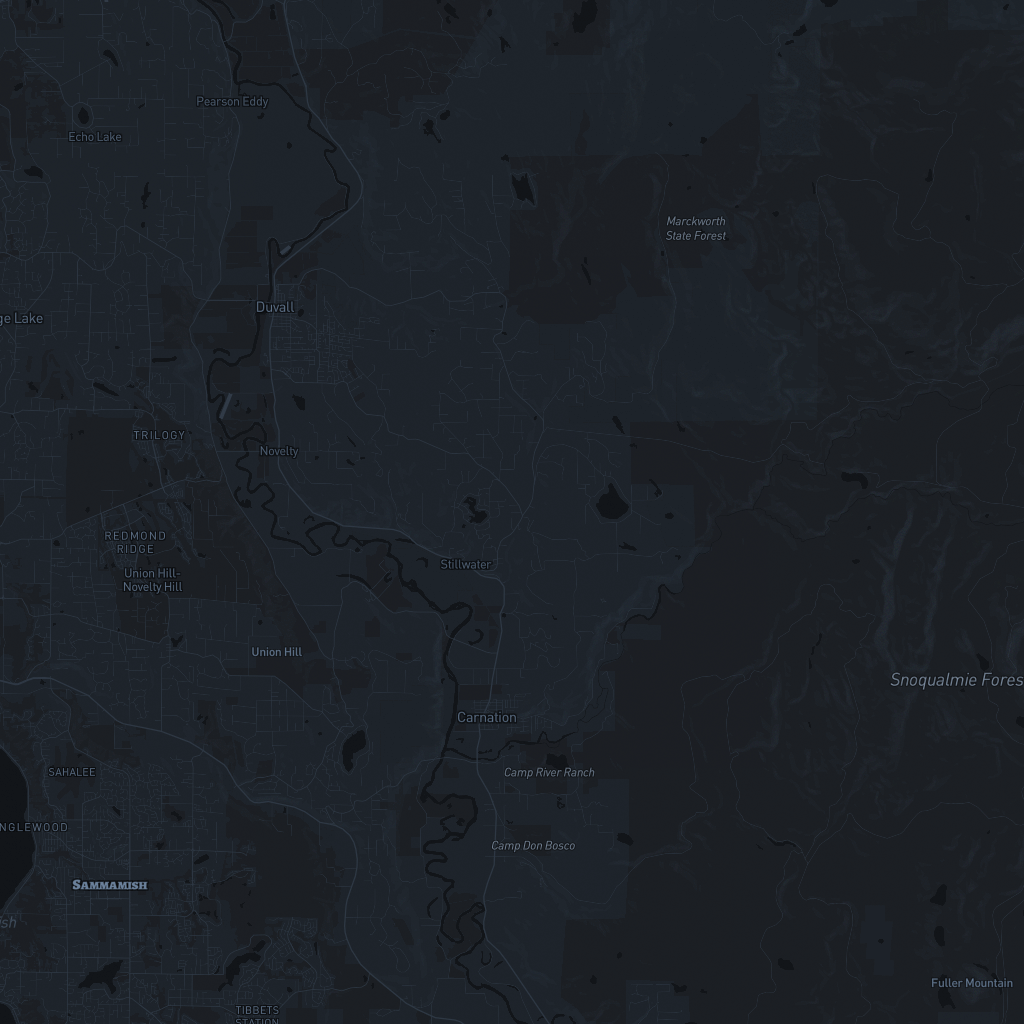 Pearson Eddy
Echo Lake
Marckworth
State Forest
Duvall
ge Lake
TRILOGY
Novelty
REDMOND
RIDGE
Union Hill-
Novelty Hill
Stillwater
Union Hill
Snoqualmie Fores
Carnation
SAHALEE
Camp River Ranch
NGLEWOOD
Camp Don Bosco
Sammamish
ish
Fuller Mountain
TIBBETS
STATION